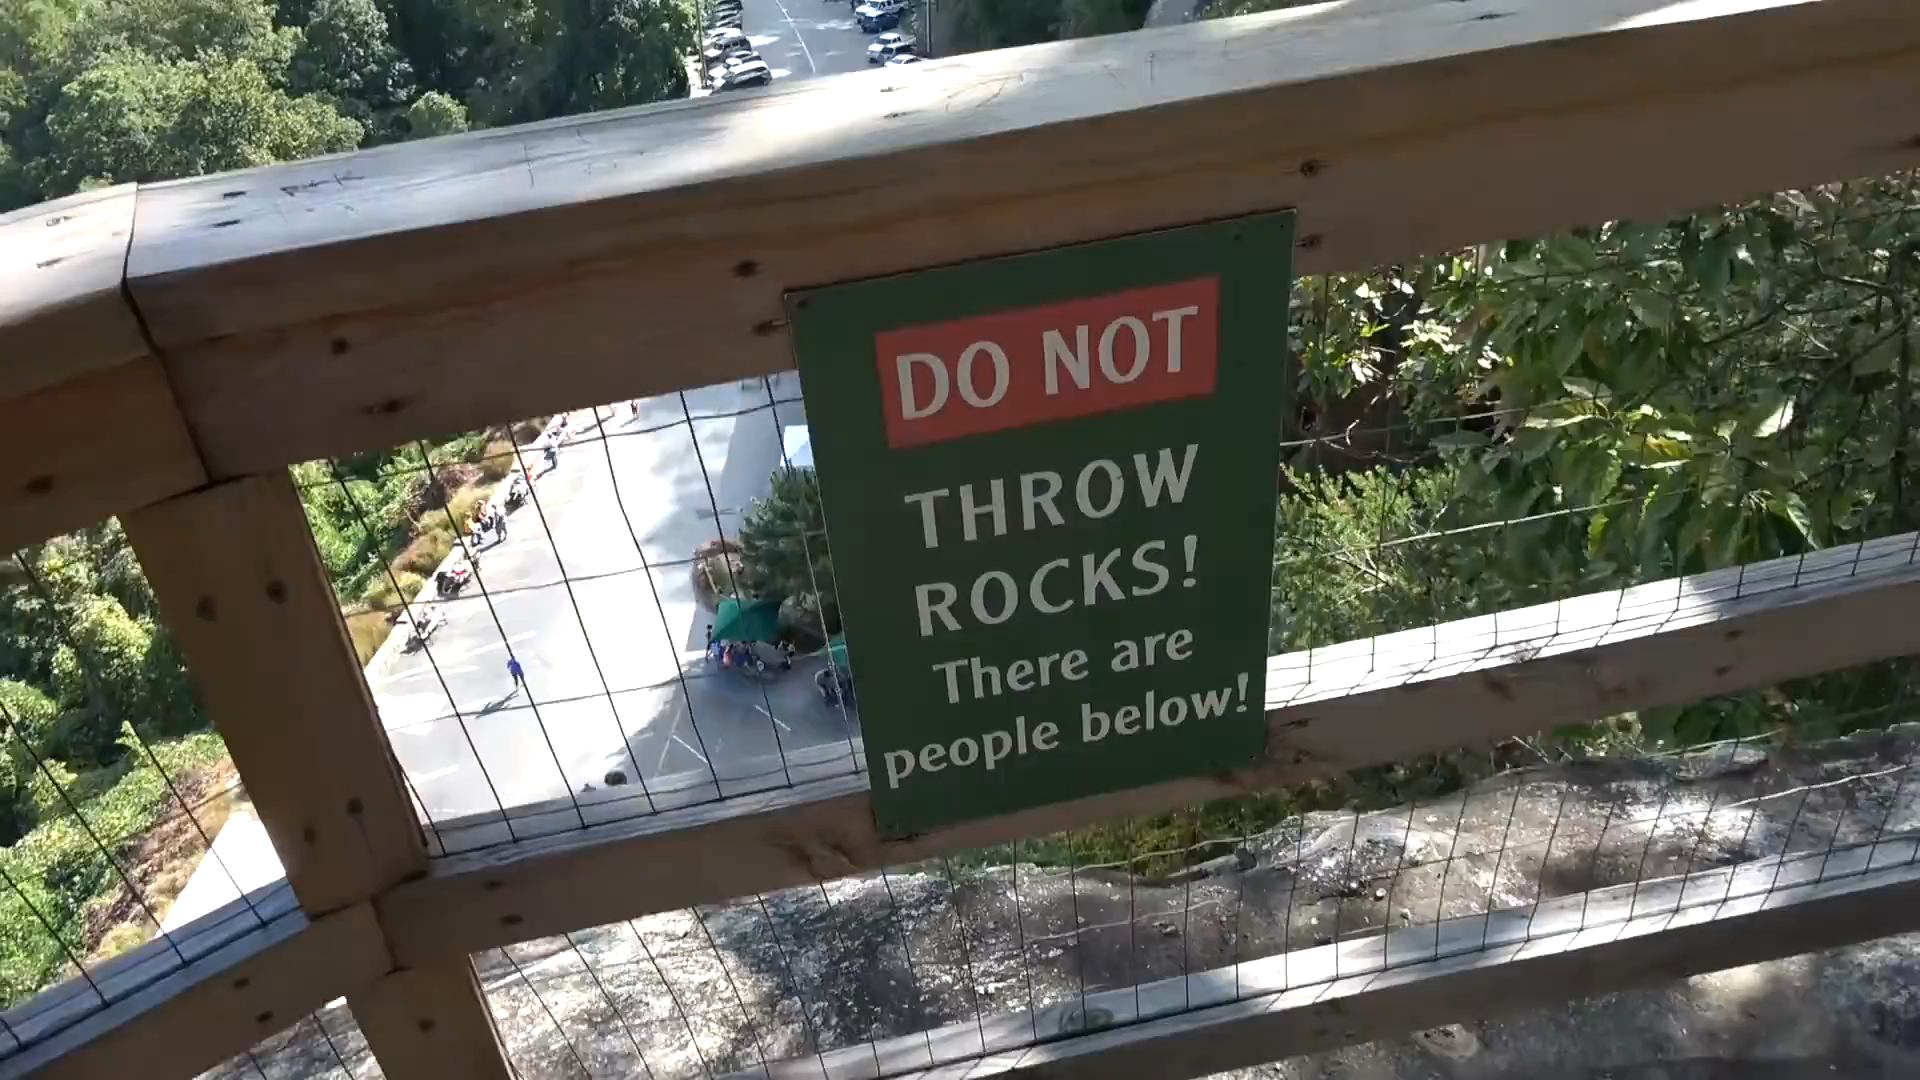 DO NOT
THROW
ROCKS!
There are
people below!